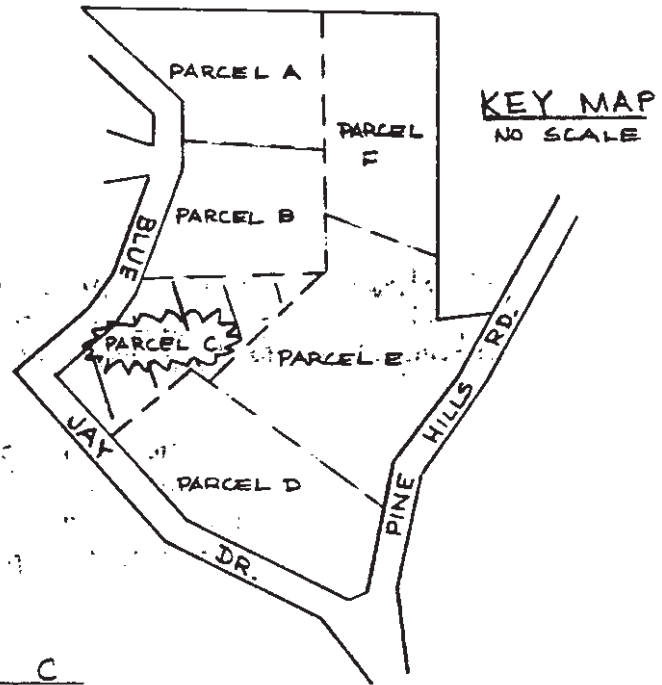 PARCEL A
KEY MAP
NO SCALE
PARCEL
F
PARCEL B
BLUE
PARCEL C
PARCEL E
PINE HILLS RD.
JAY
PARCEL D
DR.
C